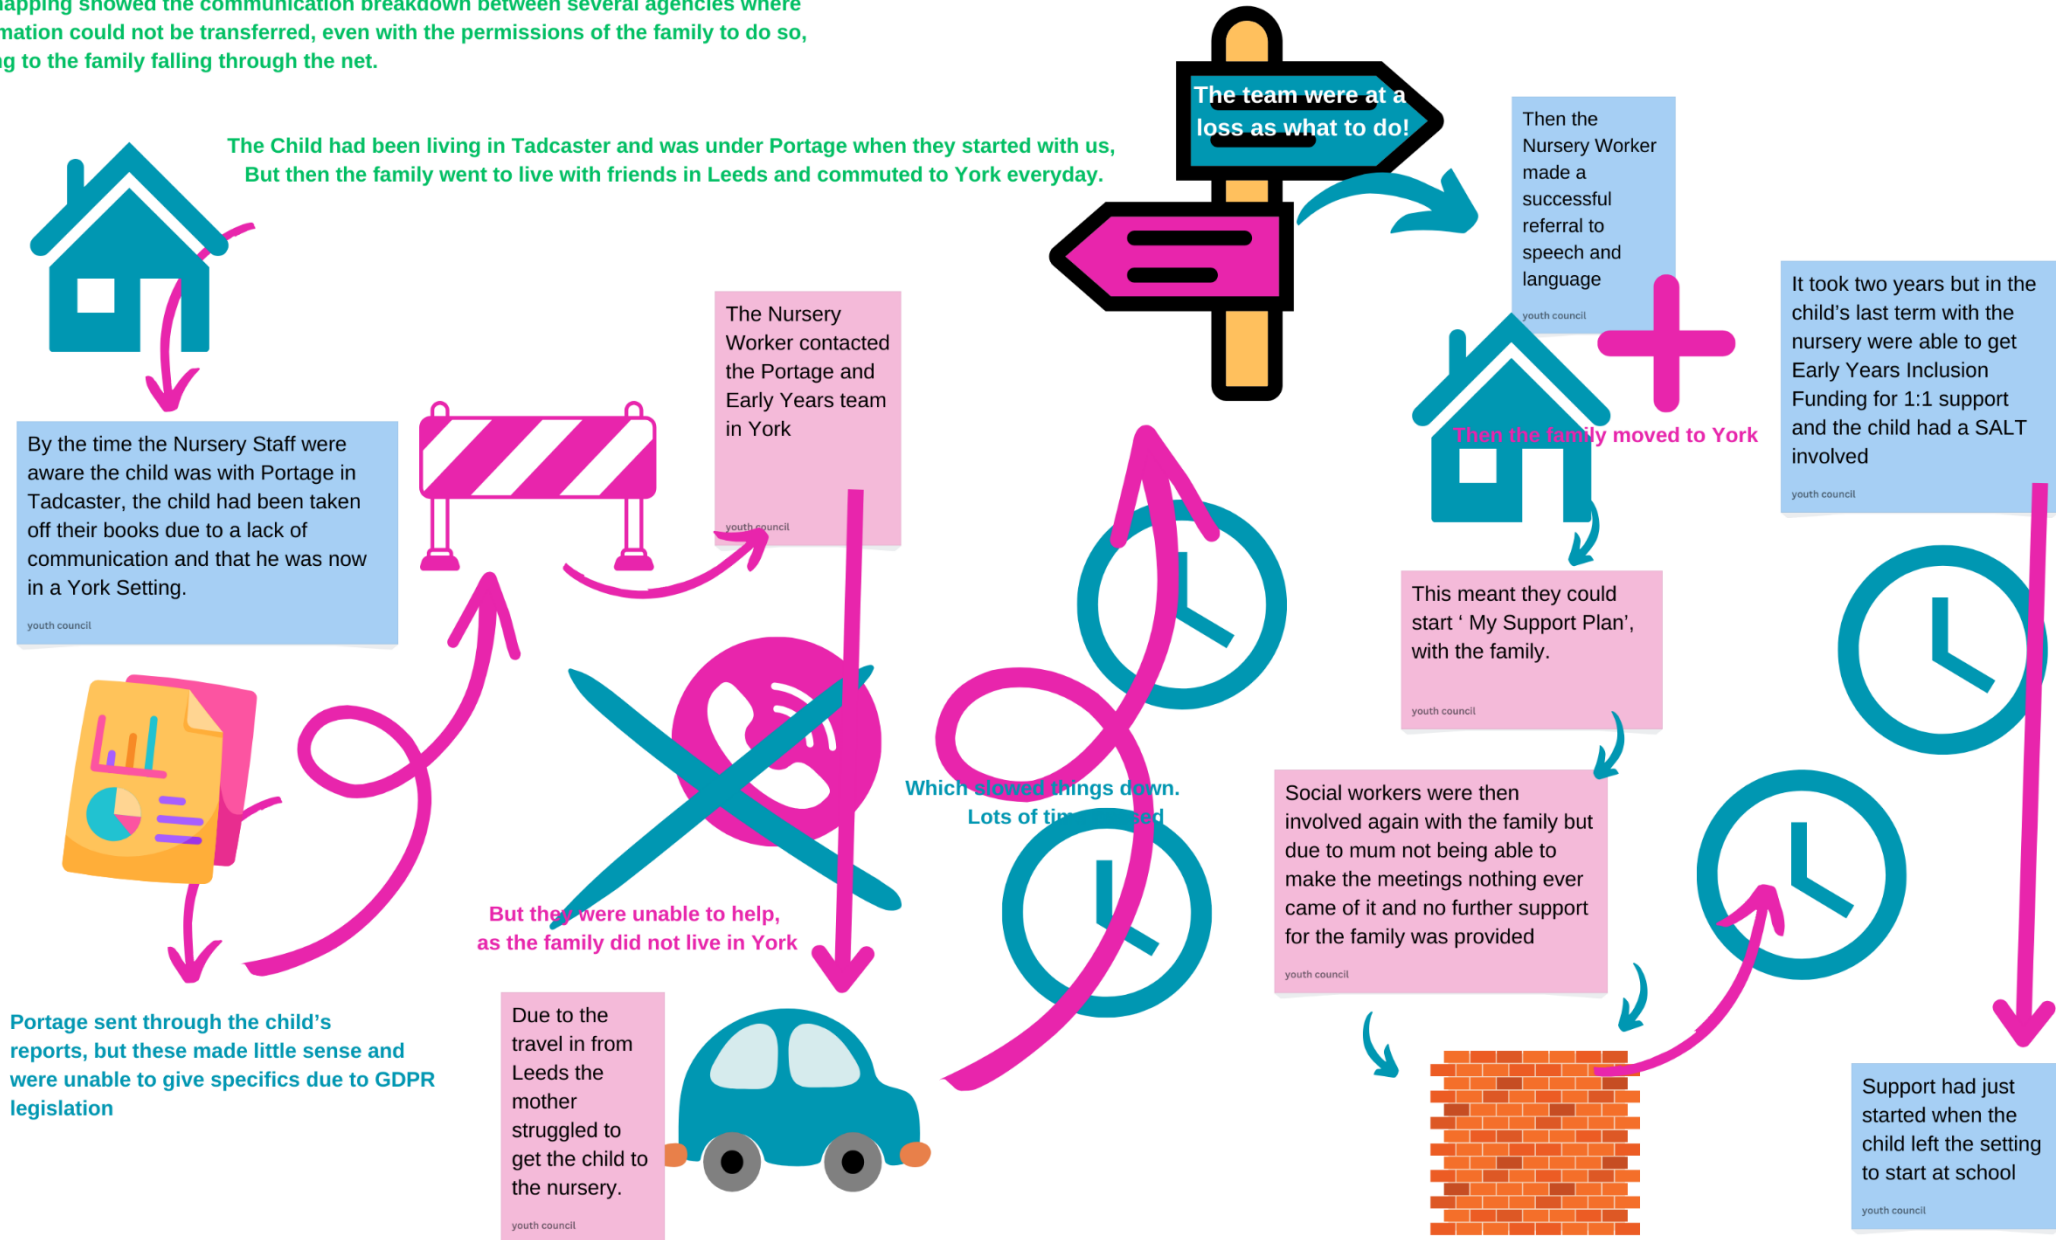 mapping showed the communication breakdown between several agencies where
mation could not be transferred, even with the permissions of the family to do so,
ng to the family falling through the net.
The Child had been living in Tadcaster and was under Portage when they started with us,
But then the family went to live with friends in Leeds and commuted to York everyday.
By the time the Nursery Staff were
aware the child was with Portage in
Tadcaster, the child had been taken
off their books due to a lack of
communication and that he was now
in a York Setting.
youth council
Portage sent through the child's
reports, but these made little sense and
were unable to give specifics due to GDPR
legislation
The Nursery
Worker contacted
the Portage and
Early Years team
in York
youth council
But they were unable to help,
as the family did not live in York
Due to the
travel in from
Leeds the
mother
struggled to
get the child to
the nursery.
youth council
Which slowed things down.
Lots of time passed
The team were at a
loss as what to do!
Then the
Nursery Worker
made a
successful
referral to
speech and
language
youth council
Then the family moved to York
This meant they could
start ‘ My Support Plan’,
with the family.
youth council
Social workers were then
involved again with the family but
due to mum not being able to
make the meetings nothing ever
came of it and no further support
for the family was provided
youth council
It took two years but in the
child’s last term with the
nursery were able to get
Early Years Inclusion
Funding for 1:1 support
and the child had a SALT
involved
youth council
Support had just
started when the
child left the setting
to start at school
youth council